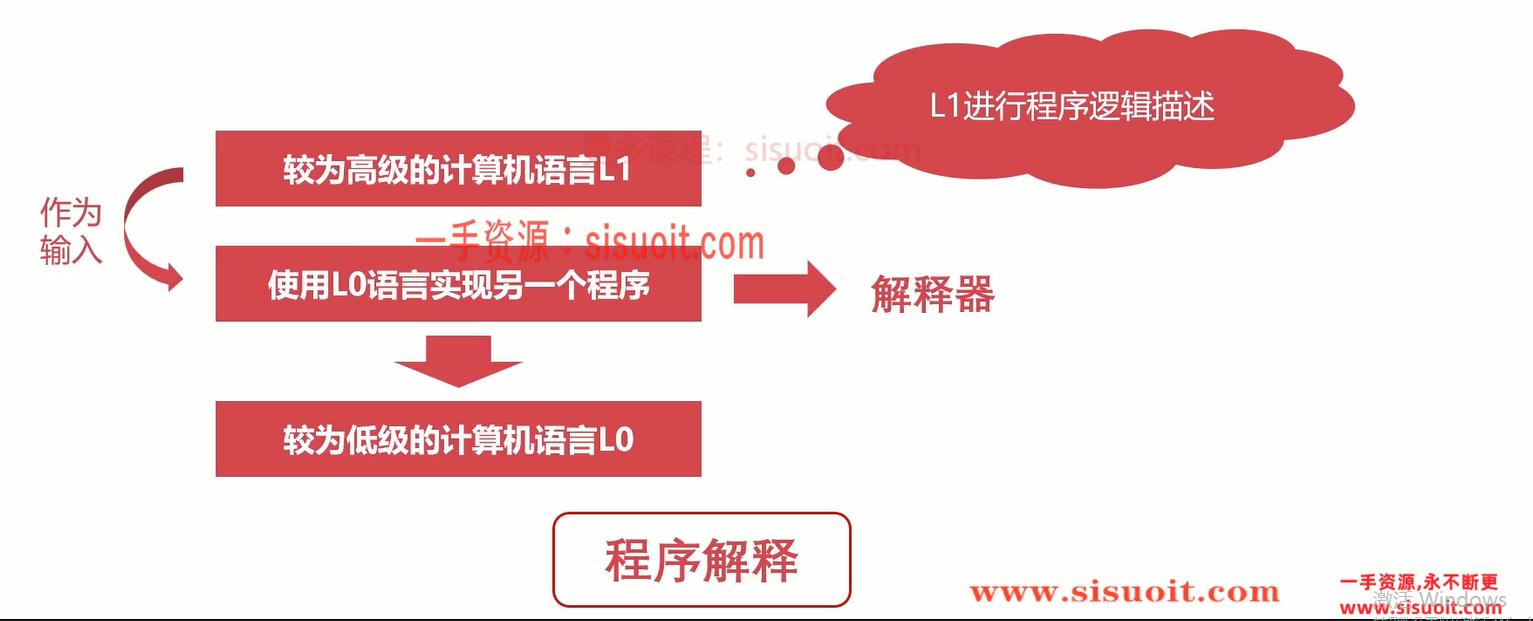 L1进行程序逻辑描述
更多课程：sisuoit.com
较为高级的计算机语言L1
作为
输入
一手资源：sisuoit.com
使用L0语言实现另一个程序
解释器
较为低级的计算机语言L0
程序解释
www.sisuoit.com
一手资源,永不断更
激活 Windows
www.sisuoit.com